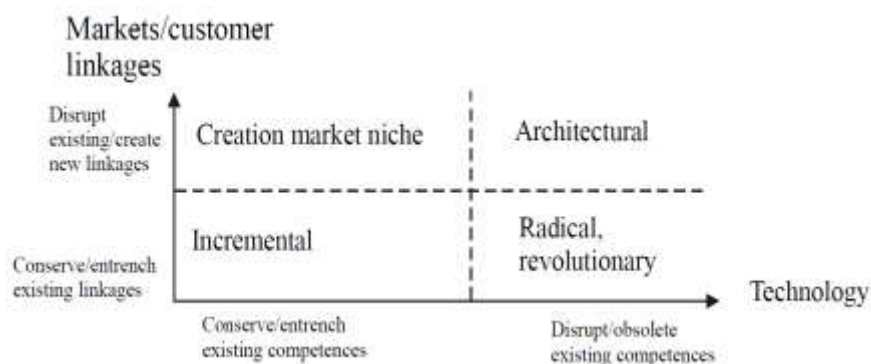 Markets/customer
linkages
Disrupt
existing/create
new linkages
Creation market niche
Architectural
Incremental
Radical,
revolutionary
Conserve/entrench
existing linkages
Technology
Conserve/entrench
existing competences
Disrupt/obsolete
existing competences